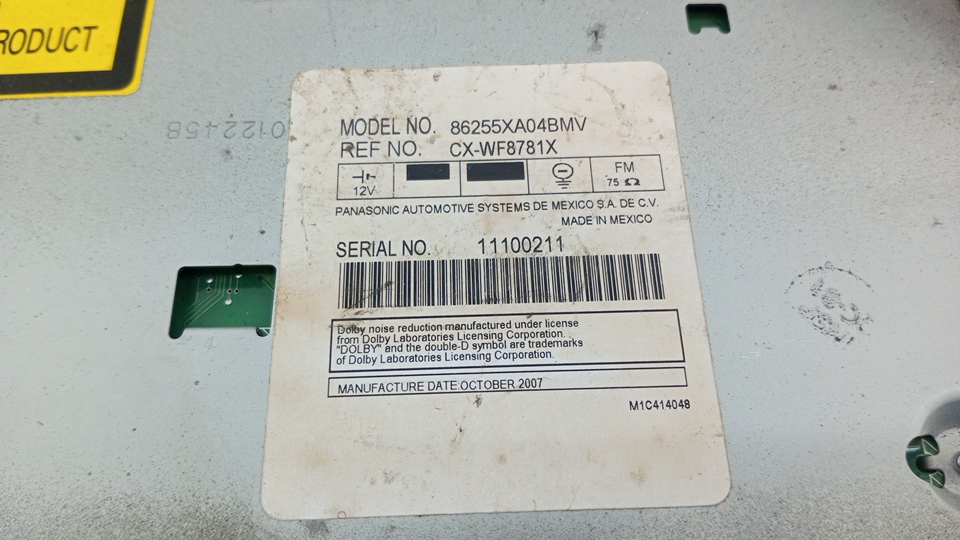 RODUCT
0122458
MODEL NO. 86255XA04BMV
REF NO. CX-WF8781X
12V
FM
75 Ω
PANASONIC AUTOMOTIVE SYSTEMS DE MEXICO S.A. DE C.V.
MADE IN MEXICO
SERIAL NO. 11100211
Dolby noise reduction manufactured under license
from Dolby Laboratories Licensing Corporation.
"DOLBY" and the double-D symbol are trademarks
of Dolby Laboratories Licensing Corporation.
MANUFACTURE DATE:OCTOBER 2007
M1C414048